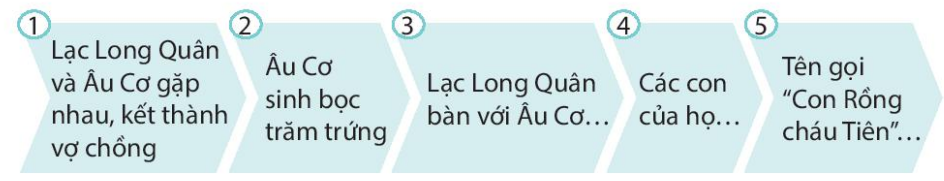 1
Lạc Long Quân
và Âu Cơ gặp
nhau, kết thành
vợ chồng
2
Âu Cơ
sinh bọc
trăm trứng
3
Lạc Long Quân
bàn với Âu Cơ…
4
Các con
của họ…
5
Tên gọi
“Con Rồng
cháu Tiên”…